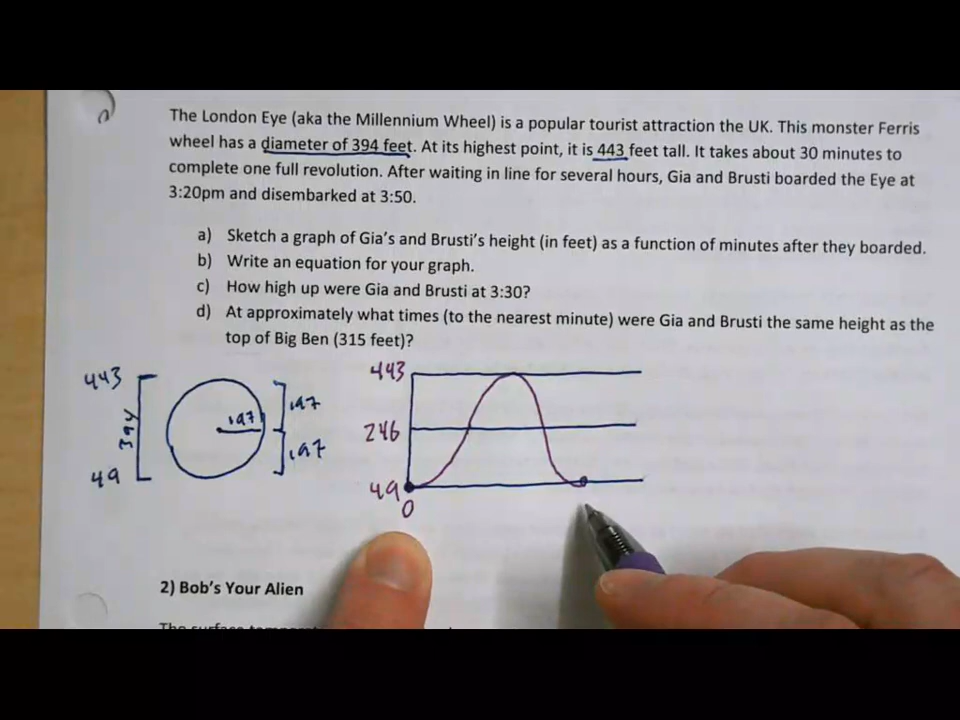 The London Eye (aka the Millennium Wheel) is a popular tourist attraction the UK. This monster Ferris
wheel has a diameter of 394 feet. At its highest point, it is 443 feet tall. It takes about 30 minutes to
complete one full revolution. After waiting in line for several hours, Gia and Brusti boarded the Eye at
3:20pm and disembarked at 3:50.
a) Sketch a graph of Gia's and Brusti's height (in feet) as a function of minutes after they boarded.
b) Write an equation for your graph.
c) How high up were Gia and Brusti at 3:30?
d) At approximately what times (to the nearest minute) were Gia and Brusti the same height as the
top of Big Ben (315 feet)?
443
394
49
197
197
197
443
246
49
0
2) Bob's Your Alien
The surface